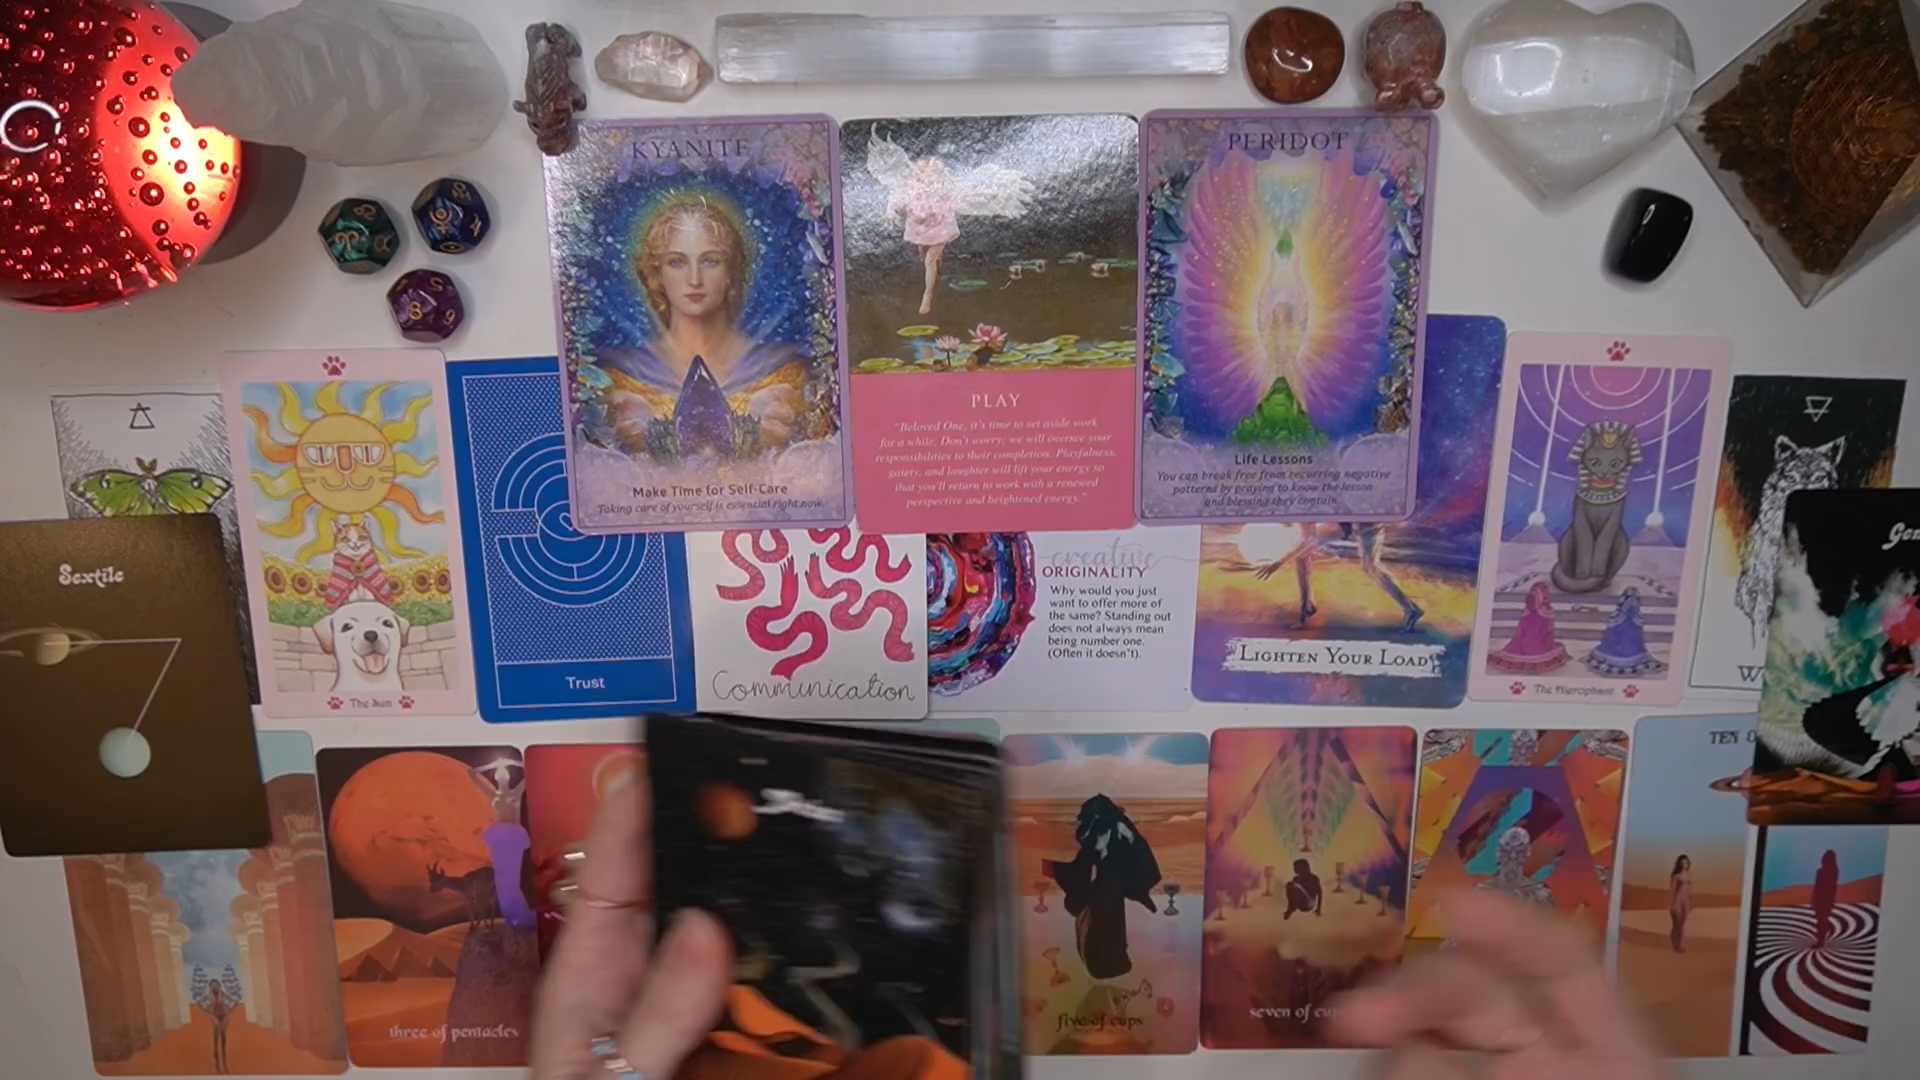 KYANITE
Make Time for Self-Care
Taking care of yourself is essential right now.
PLAY
"Beloved One, it's time to set aside work
for a while. Don't worry; we will oversee your
responsibilities to their completion. Playfulness,
gaiety, and laughter will lift your energy so
that you'll return to work with a renewed
perspective and heightened energy."
PERIDOT
Life Lessons
You can break free from recurring negative
patterns by praying to know the lesson
and blessing they contain.
Sextile
The Sun
Trust
Communication
creative
ORIGINALITY
Why would you just
want to offer more of
the same? Standing out
does not always mean
being number one.
(Often it doesn't).
LIGHTEN YOUR LOAD
The Hierophant
three of pentacles
five of cups
seven of
TEN